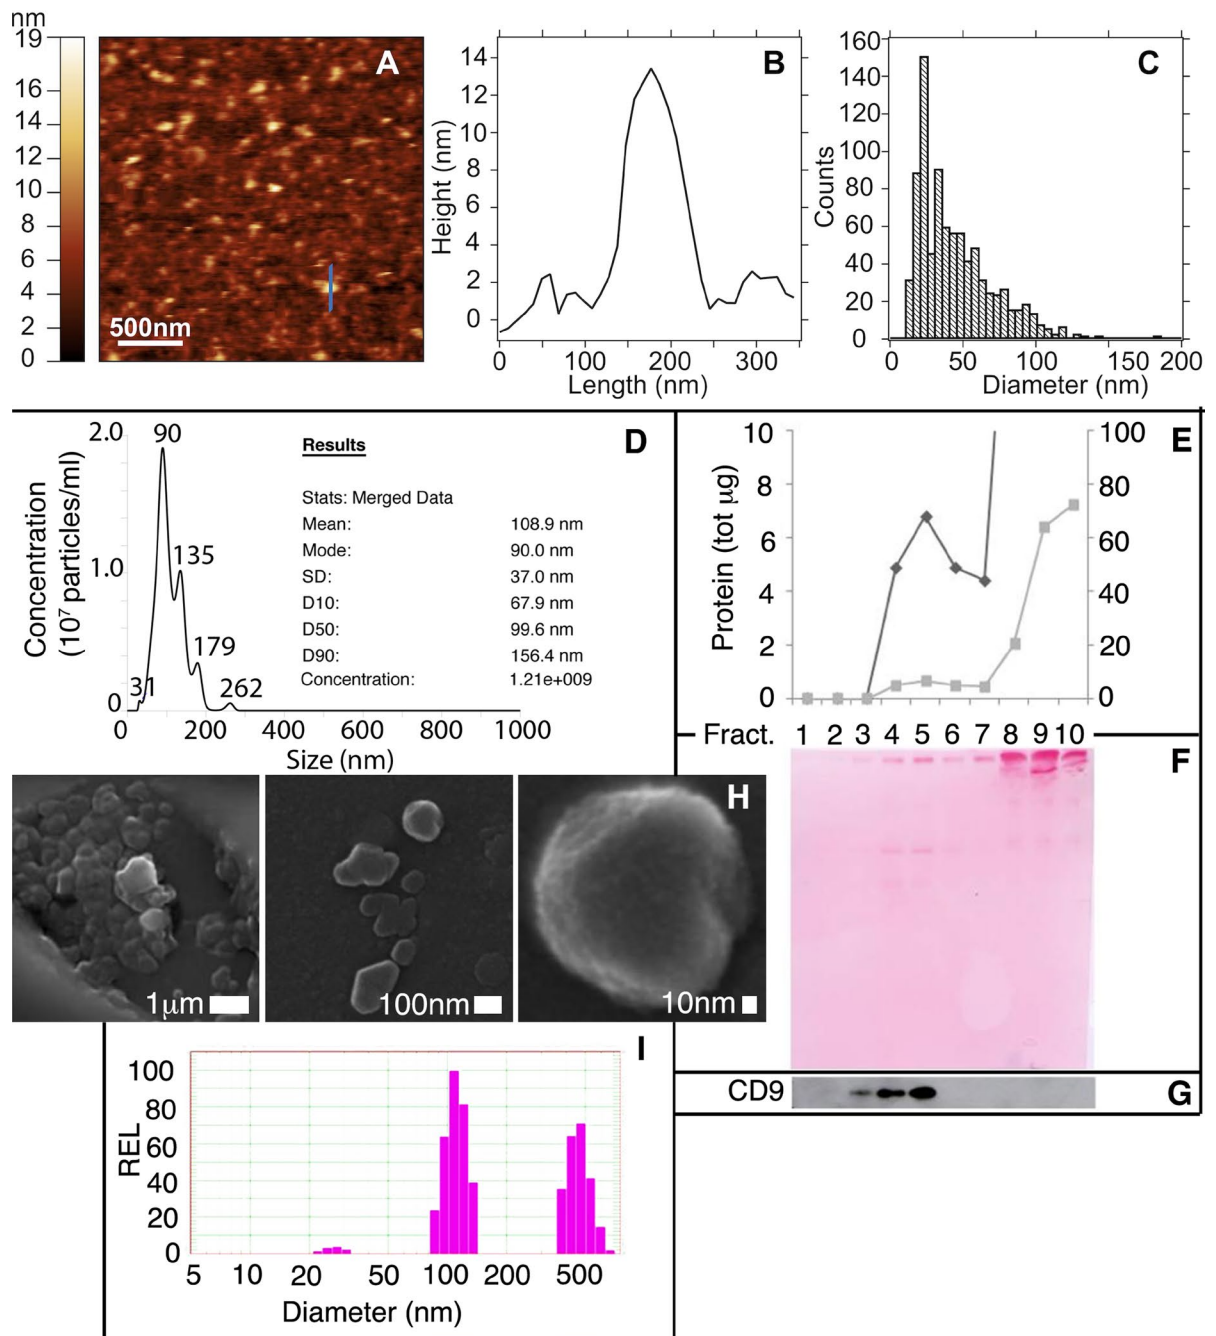 nm
19
16
14
12
10
8
6
4
2
0
A
500nm
B
14
12
10
8
6
4
2
0
Height (nm)
0 100 200 300
Length (nm)
C
160
140
120
100
80
60
40
20
0
Counts
0 50 100 150 200
Diameter (nm)
D
2.0
1.0
0
Concentration
(10⁷ particles/ml)
90
135
179
31
262
0 200 400 600 800 1000
Size (nm)
Results
Stats: Merged Data
Mean: 108.9 nm
Mode: 90.0 nm
SD: 37.0 nm
D10: 67.9 nm
D50: 99.6 nm
D90: 156.4 nm
Concentration: 1.21e+009
E
10
8
6
4
2
0
Protein (tot µg)
100
80
60
40
20
0
Fract. 1 2 3 4 5 6 7 8 9 10
F
H
1µm
100nm
10nm
CD9
G
I
100
80
60
40
20
0
REL
5 10 20 50 100 200 500
Diameter (nm)